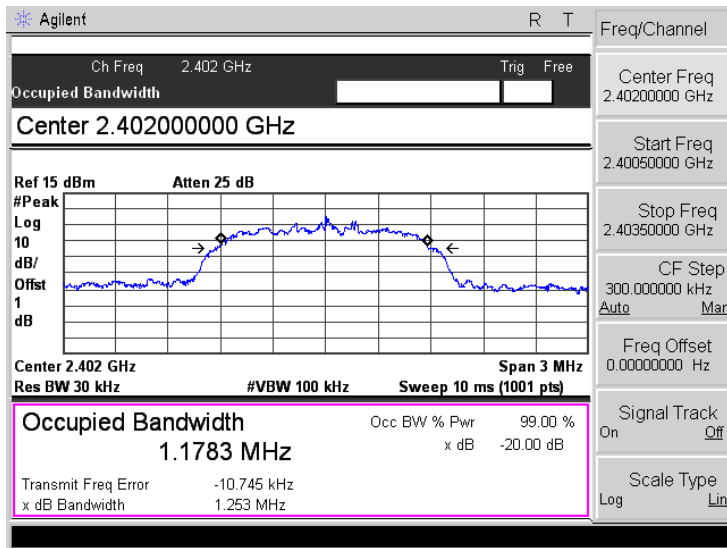 Agilent R T
Freq/Channel
Ch Freq 2.402 GHz Trig Free
Occupied Bandwidth
Center 2.402000000 GHz
Ref 15 dBm Atten 25 dB
#Peak
Log
10
dB/
Offst
1
dB
Center 2.402 GHz Span 3 MHz
Res BW 30 kHz #VBW 100 kHz Sweep 10 ms (1001 pts)
Occupied Bandwidth Occ BW % Pwr 99.00 %
1.1783 MHz x dB -20.00 dB
Transmit Freq Error -10.745 kHz
x dB Bandwidth 1.253 MHz
Center Freq
2.40200000 GHz
Start Freq
2.40050000 GHz
Stop Freq
2.40350000 GHz
CF Step
300.000000 kHz
Auto Man
Freq Offset
0.00000000 Hz
Signal Track
On Off
Scale Type
Log Lin